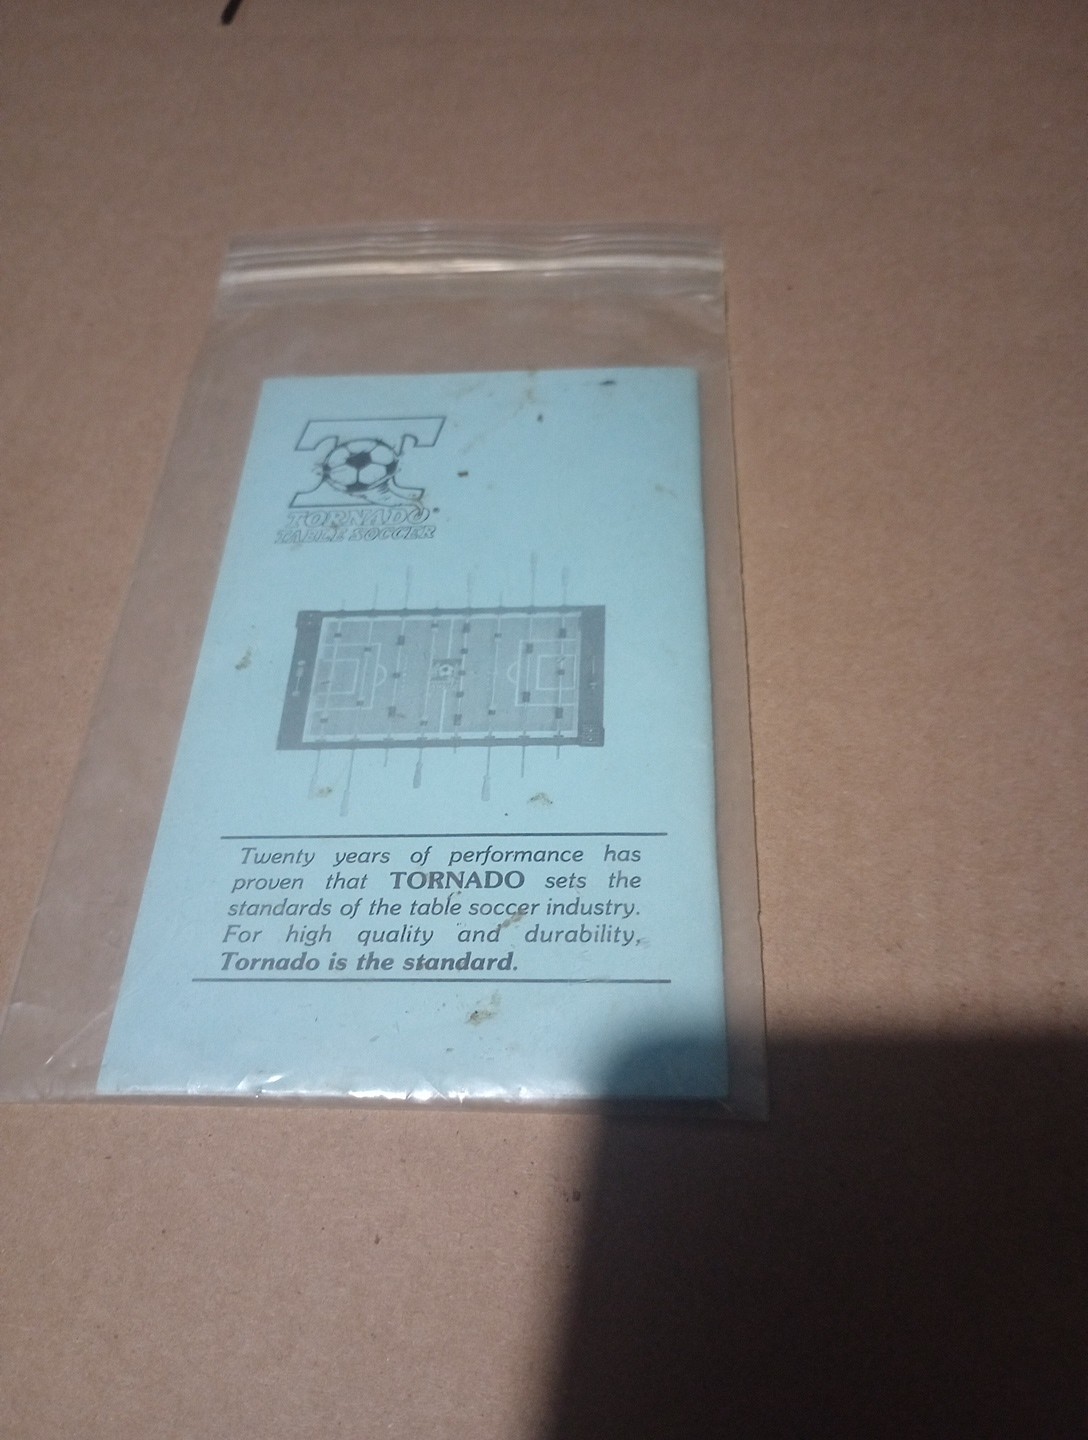 T
TORNADO
TABLE SOCCER
Twenty years of performance has
proven that TORNADO sets the
standards of the table soccer industry.
For high quality and durability,
Tornado is the standard.